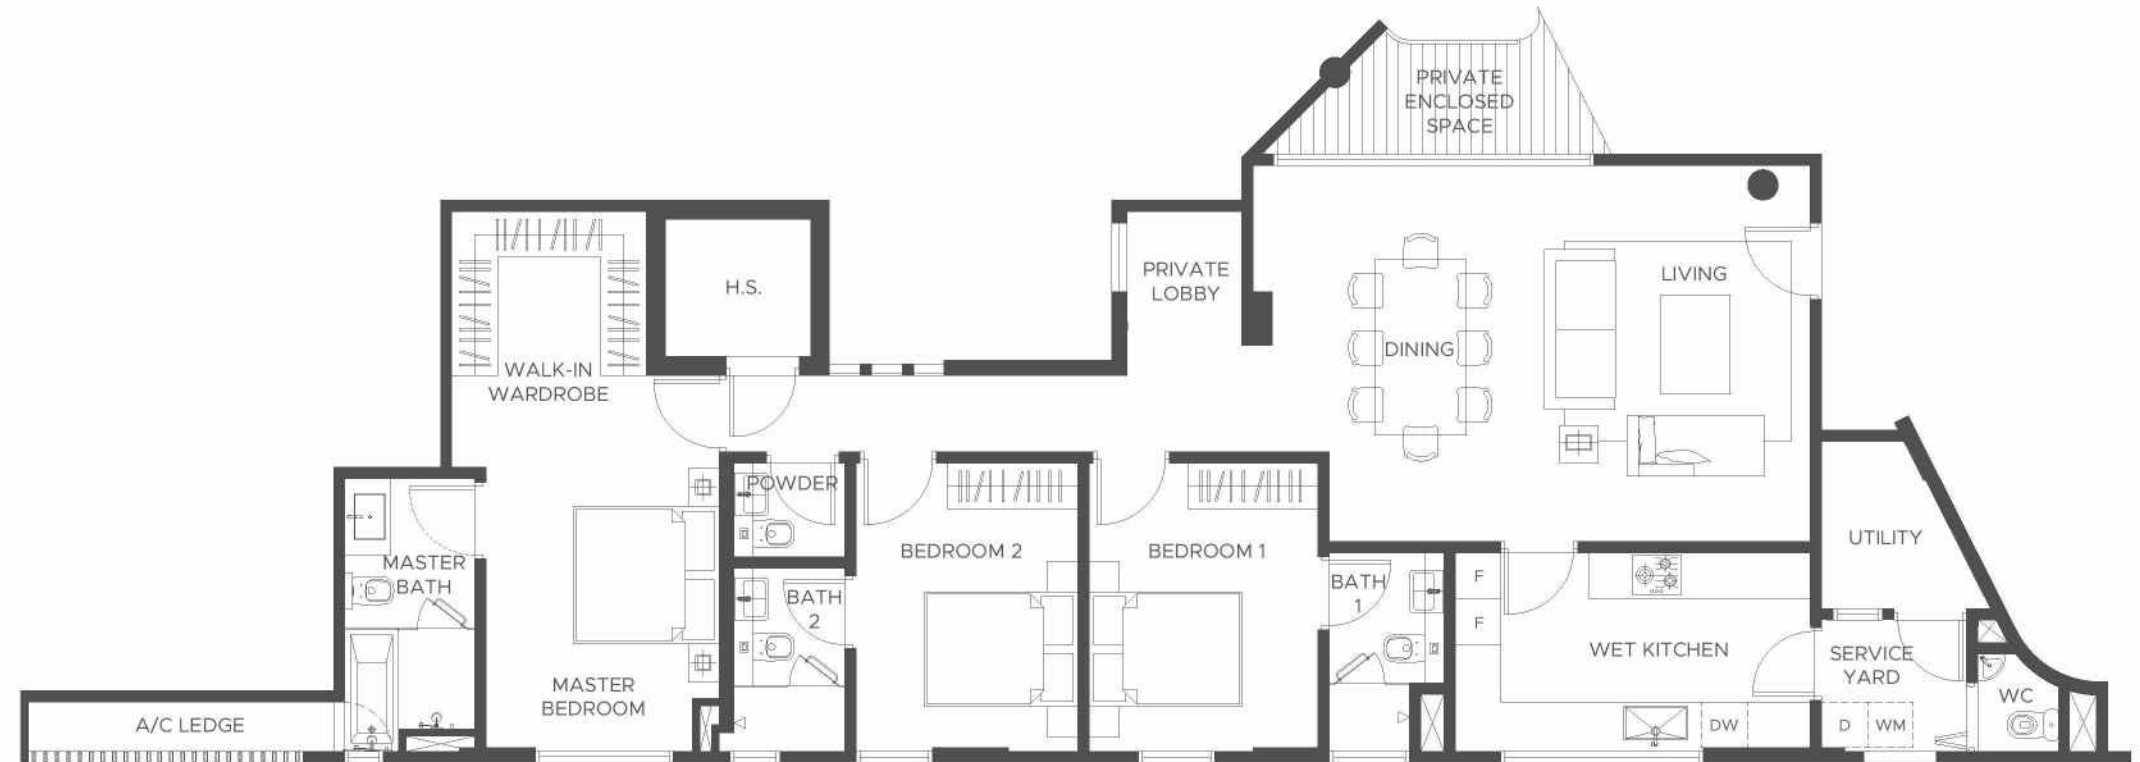 PRIVATE
ENCLOSED
SPACE
H.S.
PRIVATE
LOBBY
LIVING
DINING
WALK-IN
WARDROBE
POWDER
MASTER
BATH
BATH
2
BEDROOM 2
BEDROOM 1
BATH
1
F
F
WET KITCHEN
UTILITY
SERVICE
YARD
MASTER
BEDROOM
A/C LEDGE
DW
D
WM
WC